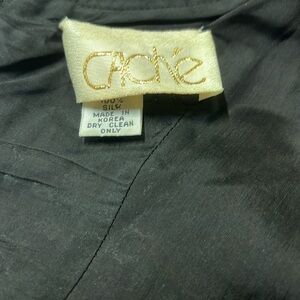 CAché
100%
SILK
MADE IN
KOREA
DRY CLEAN
ONLY